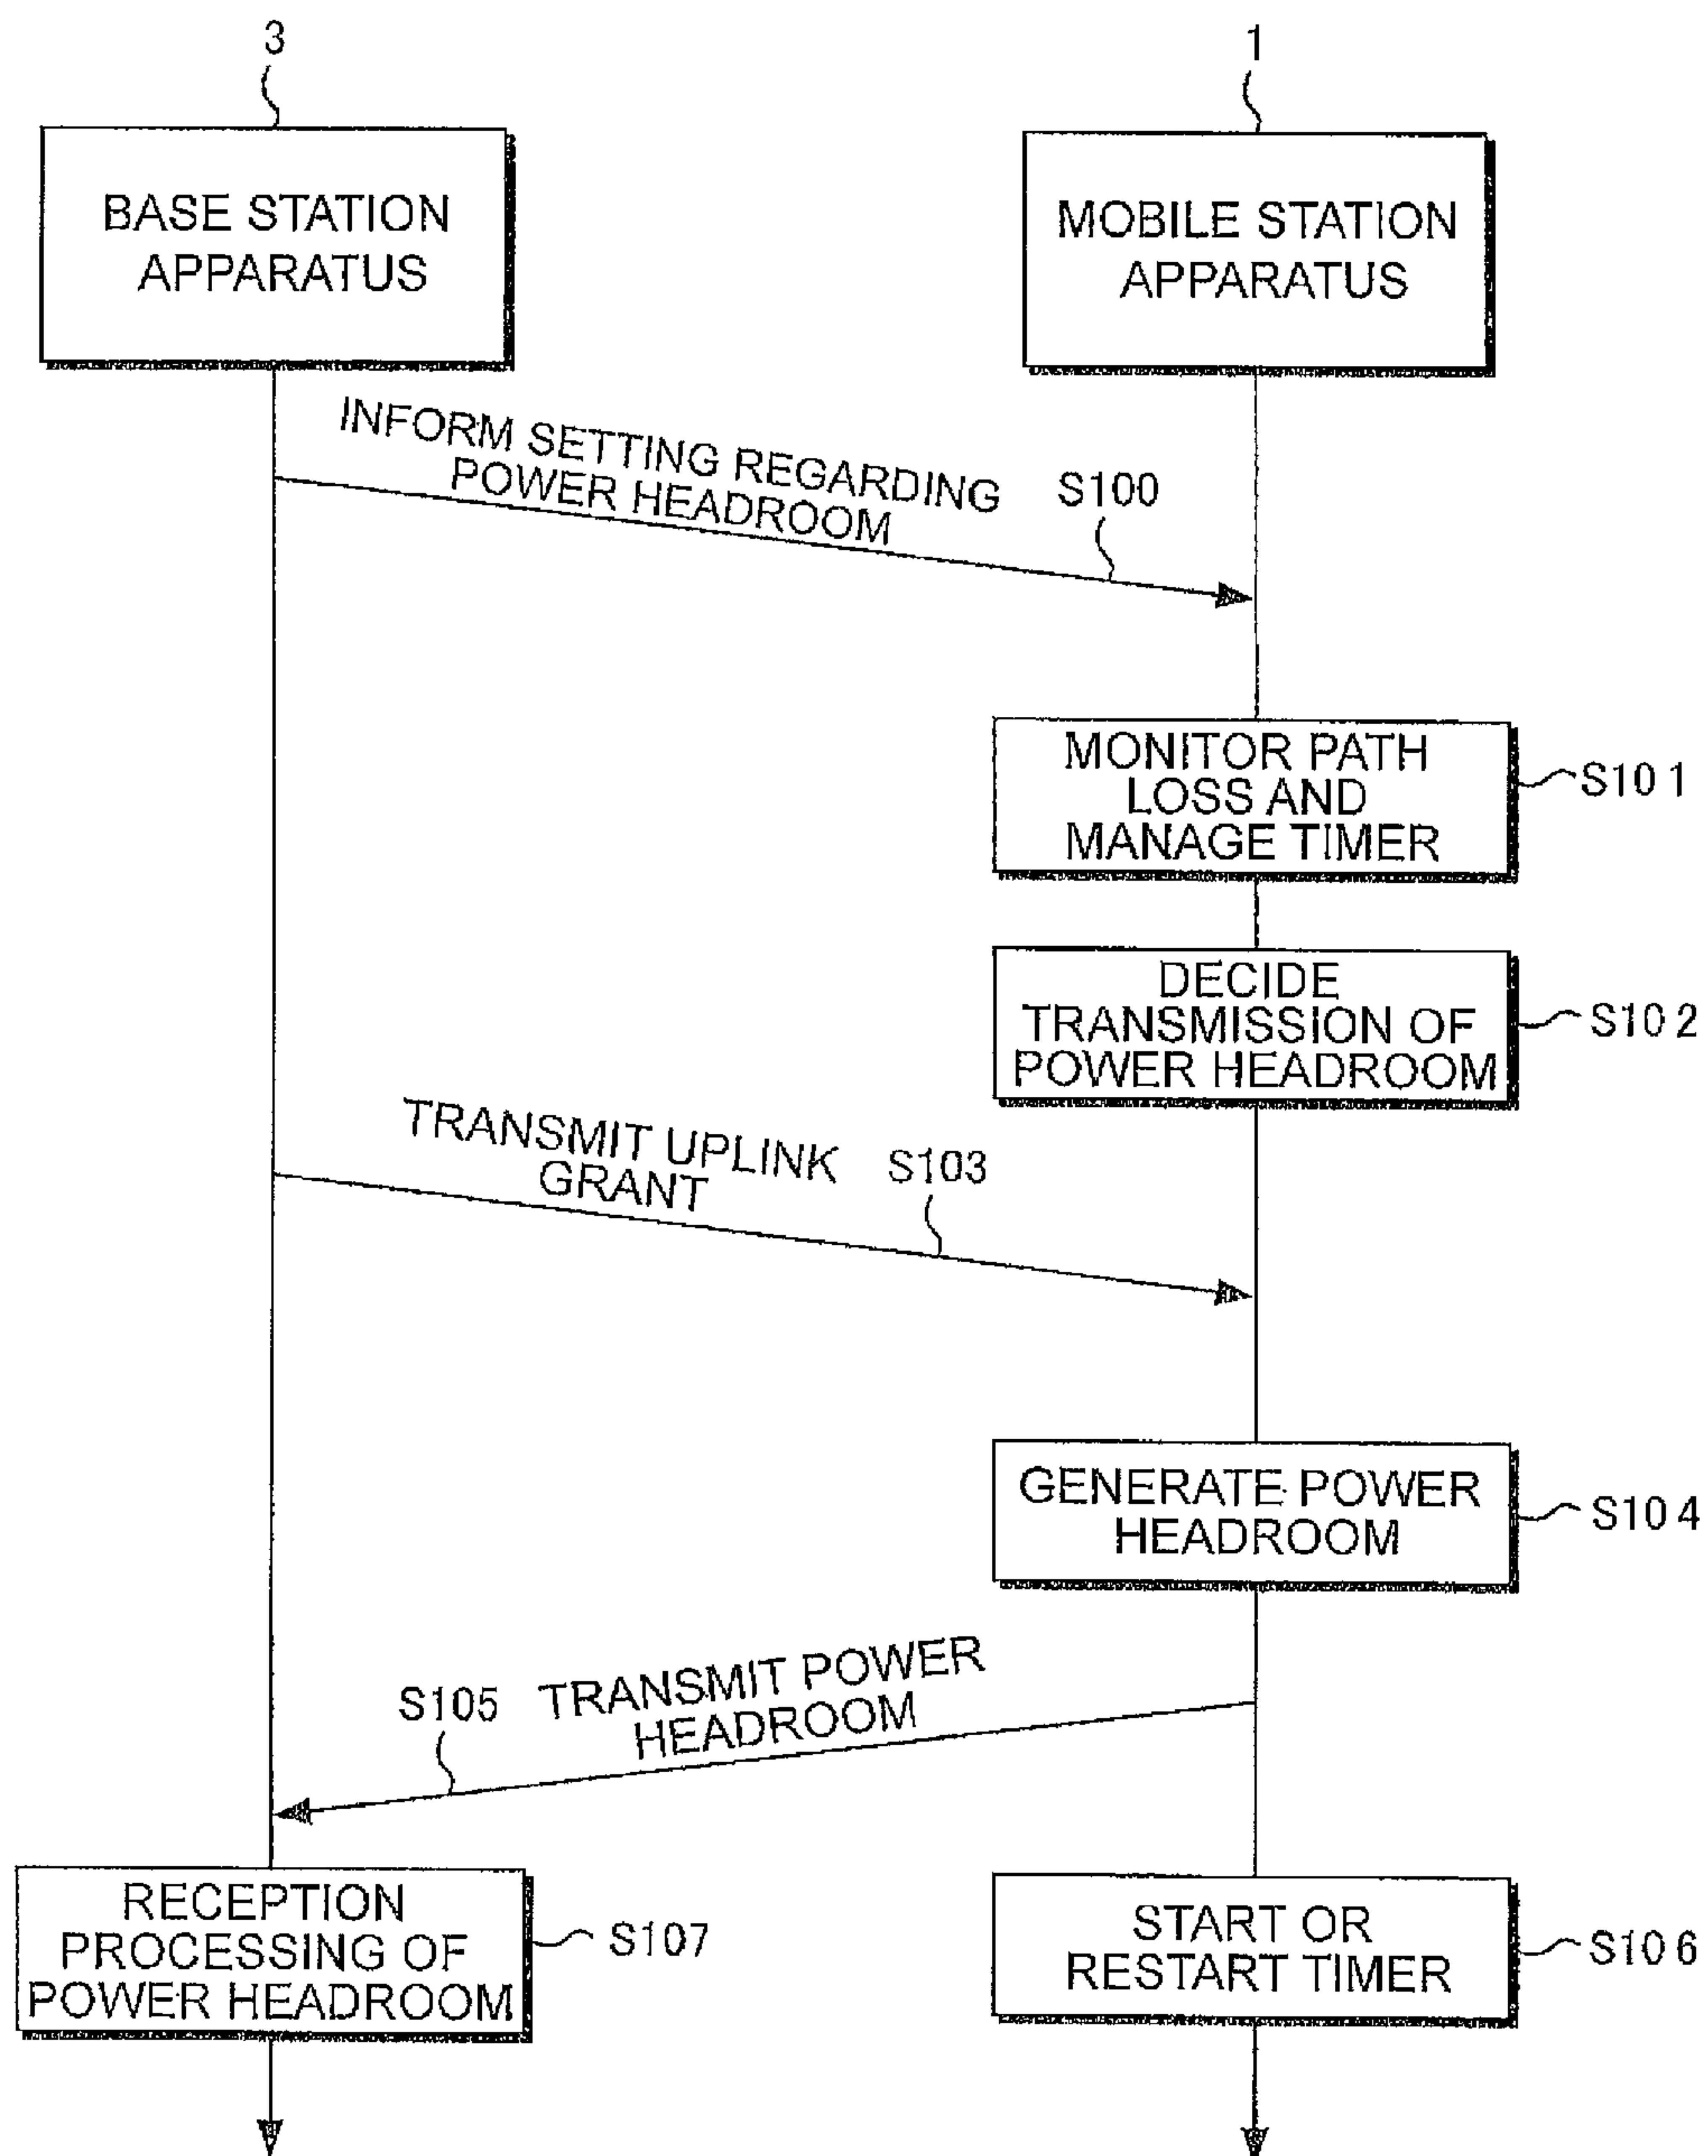 3
1
BASE STATION
APPARATUS
MOBILE STATION
APPARATUS
INFORM SETTING REGARDING
POWER HEADROOM
S100
MONITOR PATH
LOSS AND
MANAGE TIMER
S101
DECIDE
TRANSMISSION OF
POWER HEADROOM
S102
TRANSMIT UPLINK
GRANT
S103
GENERATE POWER
HEADROOM
S104
TRANSMIT POWER
HEADROOM
S105
RECEPTION
PROCESSING OF
POWER HEADROOM
S107
START OR
RESTART TIMER
S106